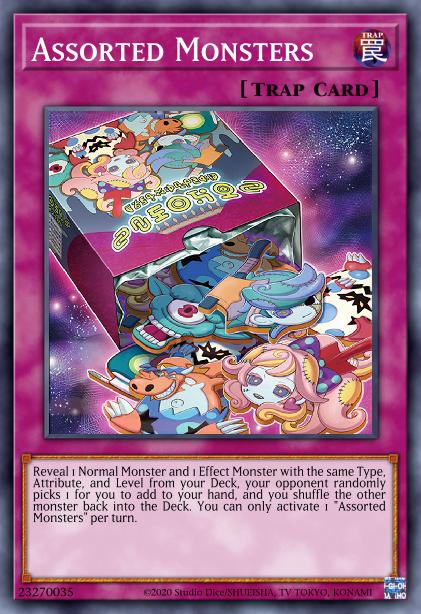 ASSORTED MONSTERS
TRAP
罠
[TRAP CARD]
Reveal 1 Normal Monster and 1 Effect Monster with the same Type,
Attribute, and Level from your Deck, your opponent randomly
picks 1 for you to add to your hand, and you shuffle the other
monster back into the Deck. You can only activate 1 "Assorted
Monsters" per turn.
23270035
©2020 Studio Dice/SHUEISHA, TV TOKYO, KONAMI